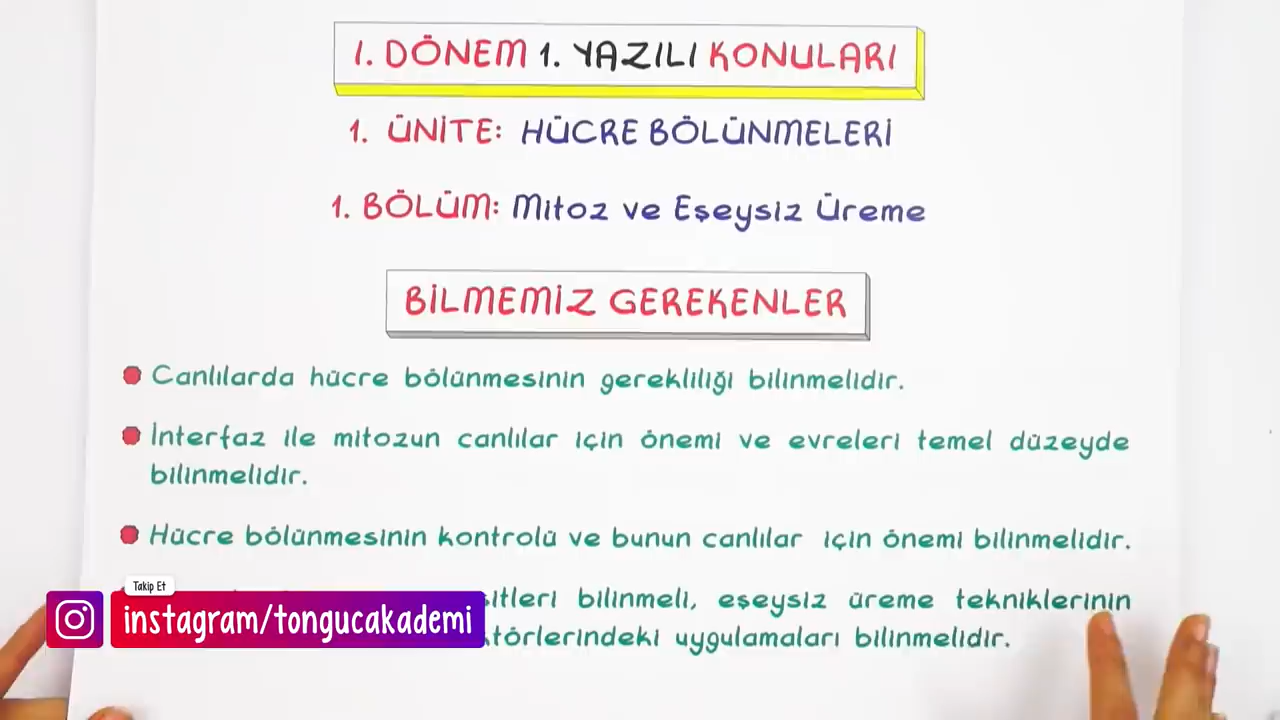 1. DÖNEM 1. YAZILI KONULARI
1. ÜNİTE: HÜCRE BÖLÜNMELERİ
1. BÖLÜM: Mitoz ve Eşeysiz Üreme
BİLMEMİZ GEREKENLER
Canlılarda hücre bölünmesinin gerekliliği bilinmelidir.
İnterfaz ile mitozun canlılar için önemi ve evreleri temel düzeyde
bilinmelidir.
Hücre bölünmesinin kontrolü ve bunun canlılar için önemi bilinmelidir.
bilinmeli, eşeysiz üreme tekniklerinin
uygulamaları bilinmelidir.
Takip Et
instagram/tongucakademi